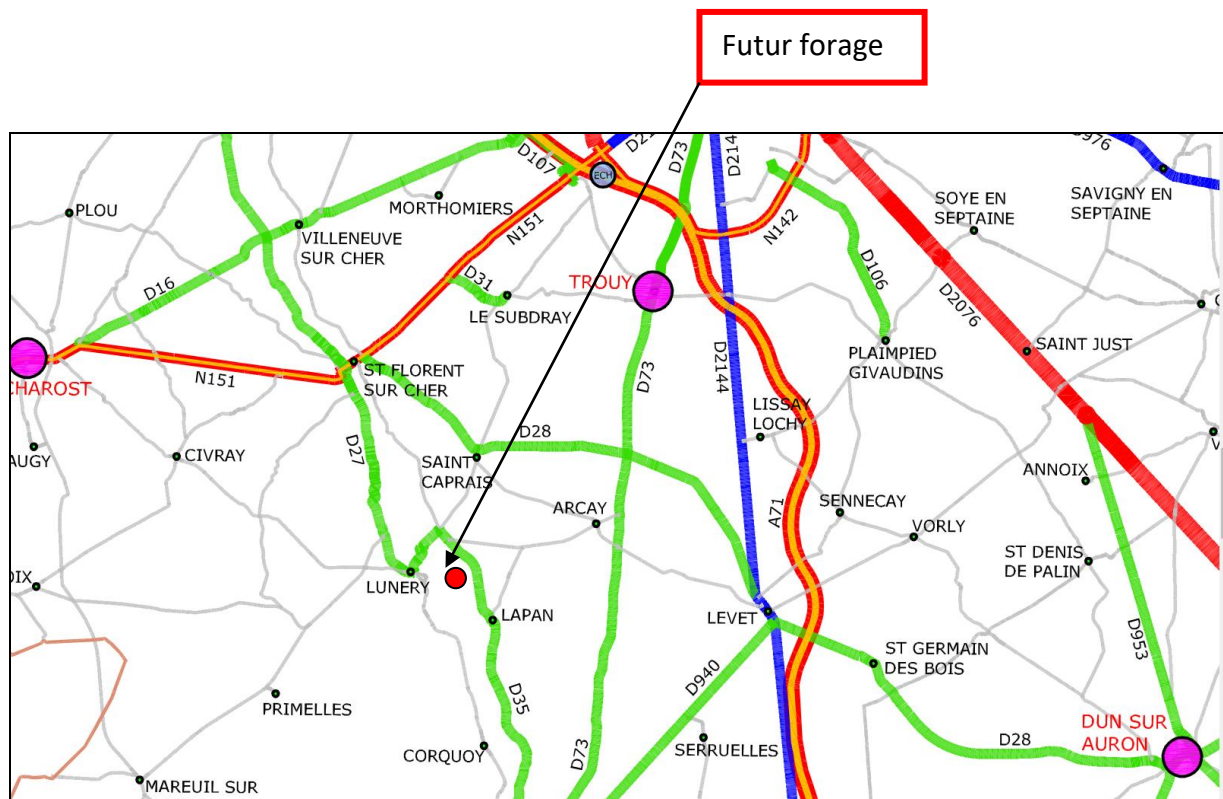 Futur forage
D107
ECH
D73
D214
D976
PLOU
MORTHOMIERS
N151
SOYE EN
SEPTAINE
SAVIGNY EN
SEPTAINE
VILLENEUVE
SUR CHER
N142
D106
D16
D31
TROUY
LE SUBDRAY
D2076
D2144
PLAIMPIED
GIVAUDINS
SAINT JUST
CHAROST
N151
ST FLORENT
SUR CHER
D73
LISSAY
LOCHY
D27
D28
AUGY
CIVRAY
SAINT
CAPRAIS
ANNOIX
ARCAY
A71
SENNECAY
VORLY
ST DENIS
DE PALIN
OIX
LUNERY
LAPAN
LEVET
D953
ST GERMAIN
DES BOIS
D940
D35
PRIMELLES
D73
CORQUOY
SERRUELLES
D28
DUN SUR
AURON
MAREUIL SUR